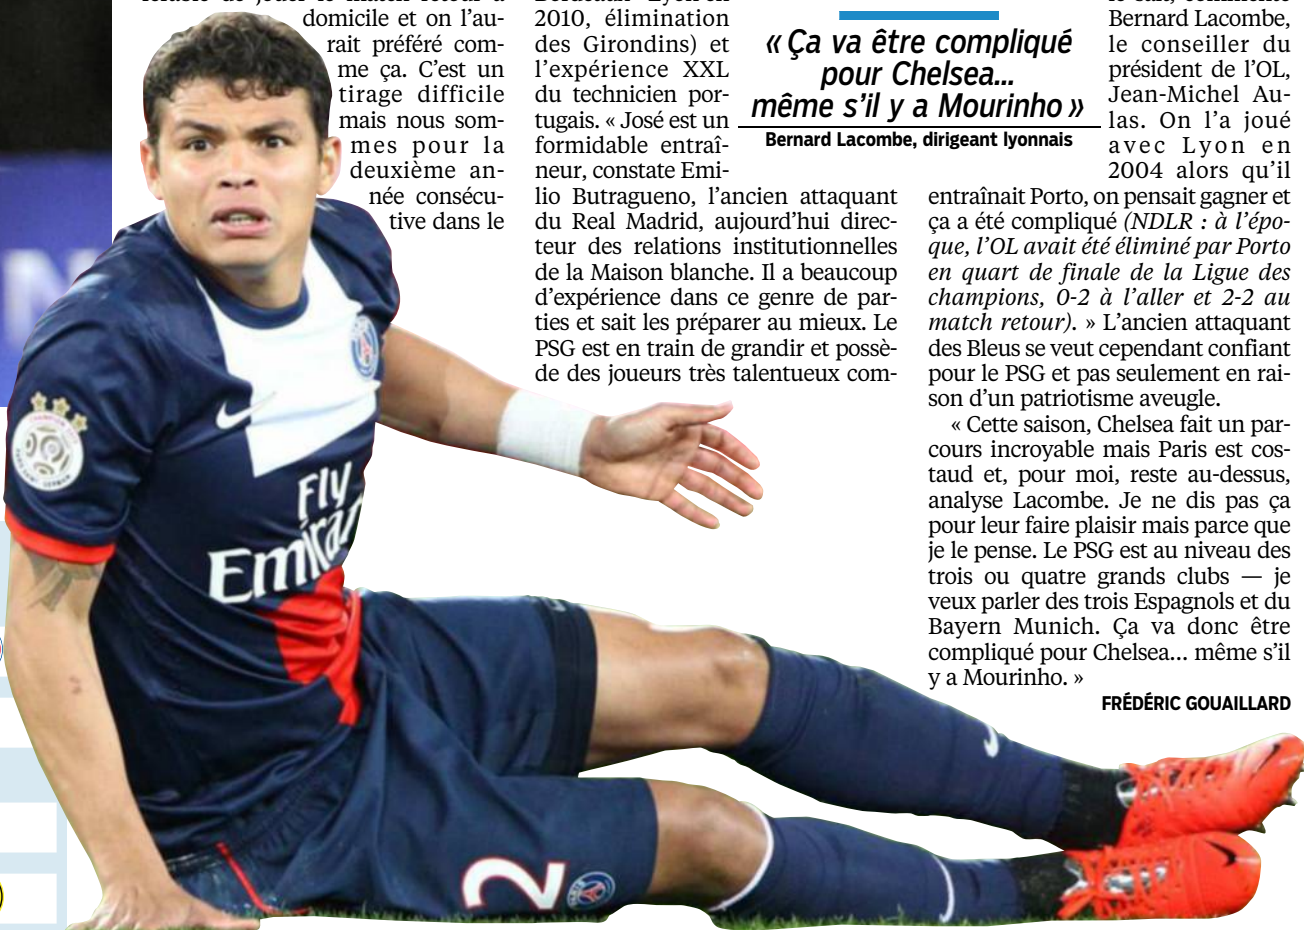 domicile et on l'au-
rait préféré com-
me ça. C'est un
tirage difficile
mais nous som-
mes pour la
deuxième an-
née consécu-
tive dans le
2010, élimination
des Girondins) et
l'expérience XXL
du technicien por-
tugais. « José est un
formidable entraî-
neur, constate Emi-
lio Butragueno, l'ancien attaquant
du Real Madrid, aujourd'hui direc-
teur des relations institutionnelles
de la Maison blanche. Il a beaucoup
d'expérience dans ce genre de par-
ties et sait les préparer au mieux. Le
PSG est en train de grandir et possè-
de des joueurs très talentueux com-
« Ça va être compliqué
pour Chelsea...
même s'il y a Mourinho »
Bernard Lacombe, dirigeant lyonnais
Bernard Lacombe,
le conseiller du
président de l'OL,
Jean-Michel Au-
las. On l'a joué
avec Lyon en
2004 alors qu'il
entraînait Porto, on pensait gagner et
ça a été compliqué (NDLR : à l'épo-
que, l'OL avait été éliminé par Porto
en quart de finale de la Ligue des
champions, 0-2 à l'aller et 2-2 au
match retour). » L'ancien attaquant
des Bleus se veut cependant confiant
pour le PSG et pas seulement en rai-
son d'un patriotisme aveugle.
« Cette saison, Chelsea fait un par-
cours incroyable mais Paris est cos-
taud et, pour moi, reste au-dessus,
analyse Lacombe. Je ne dis pas ça
pour leur faire plaisir mais parce que
je le pense. Le PSG est au niveau des
trois ou quatre grands clubs — je
veux parler des trois Espagnols et du
Bayern Munich. Ça va donc être
compliqué pour Chelsea... même s'il
y a Mourinho. »
FRÉDÉRIC GOUAILLARD
Fly
Emirates
2